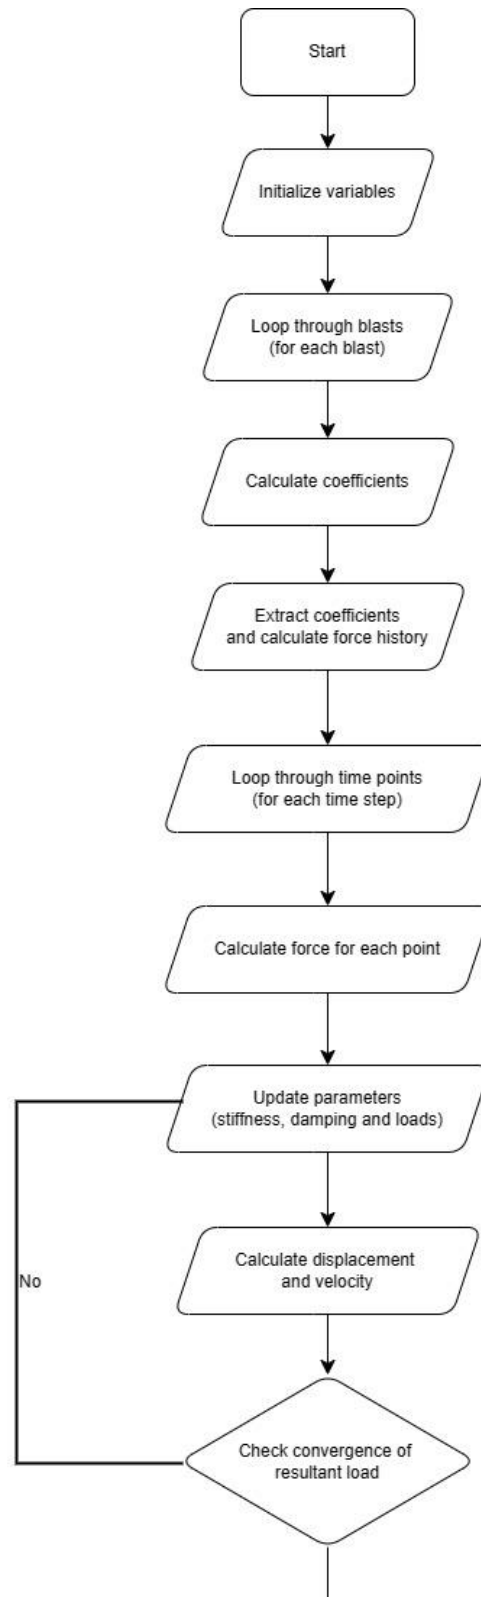 Start
Initialize variables
Loop through blasts
(for each blast)
Calculate coefficients
Extract coefficients
and calculate force history
Loop through time points
(for each time step)
Calculate force for each point
Update parameters
(stiffness, damping and loads)
Calculate displacement
and velocity
No
Check convergence of
resultant load